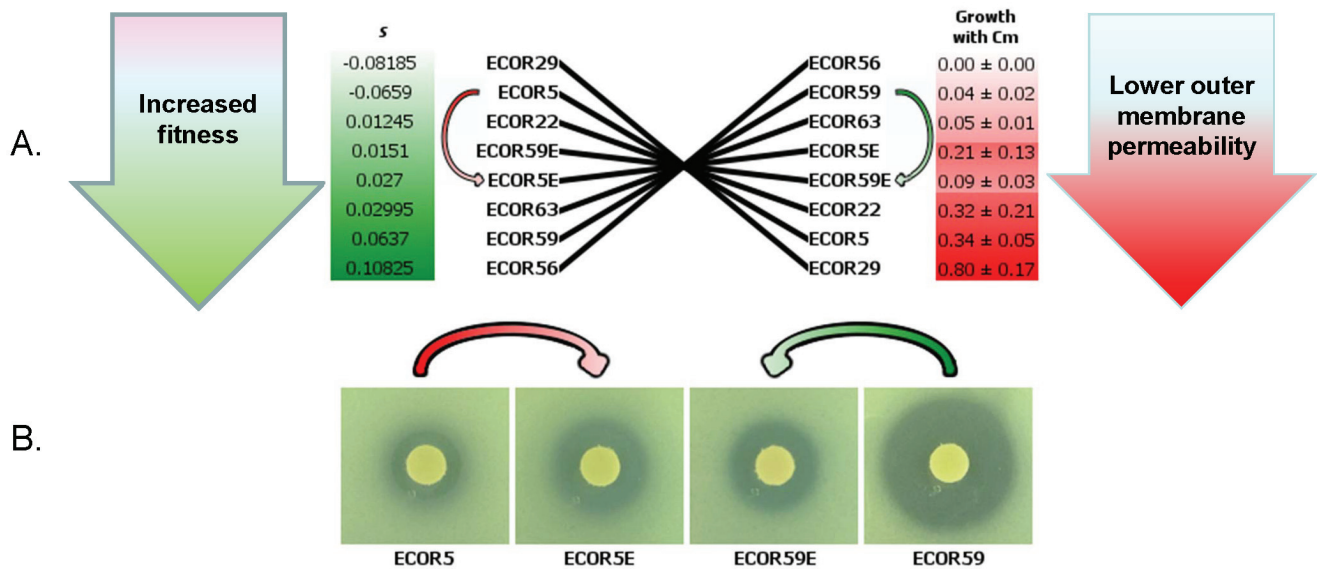 A.
Increased
fitness
s
-0.08185
-0.0659
0.01245
0.0151
0.027
0.02995
0.0637
0.10825
ECOR29
ECOR5
ECOR22
ECOR59E
ECOR5E
ECOR63
ECOR59
ECOR56
ECOR56
ECOR59
ECOR63
ECOR5E
ECOR59E
ECOR22
ECOR5
ECOR29
Growth
with Cm
0.00 ± 0.00
0.04 ± 0.02
0.05 ± 0.01
0.21 ± 0.13
0.09 ± 0.03
0.32 ± 0.21
0.34 ± 0.05
0.80 ± 0.17
Lower outer
membrane
permeability
B.
ECOR5
ECOR5E
ECOR59E
ECOR59